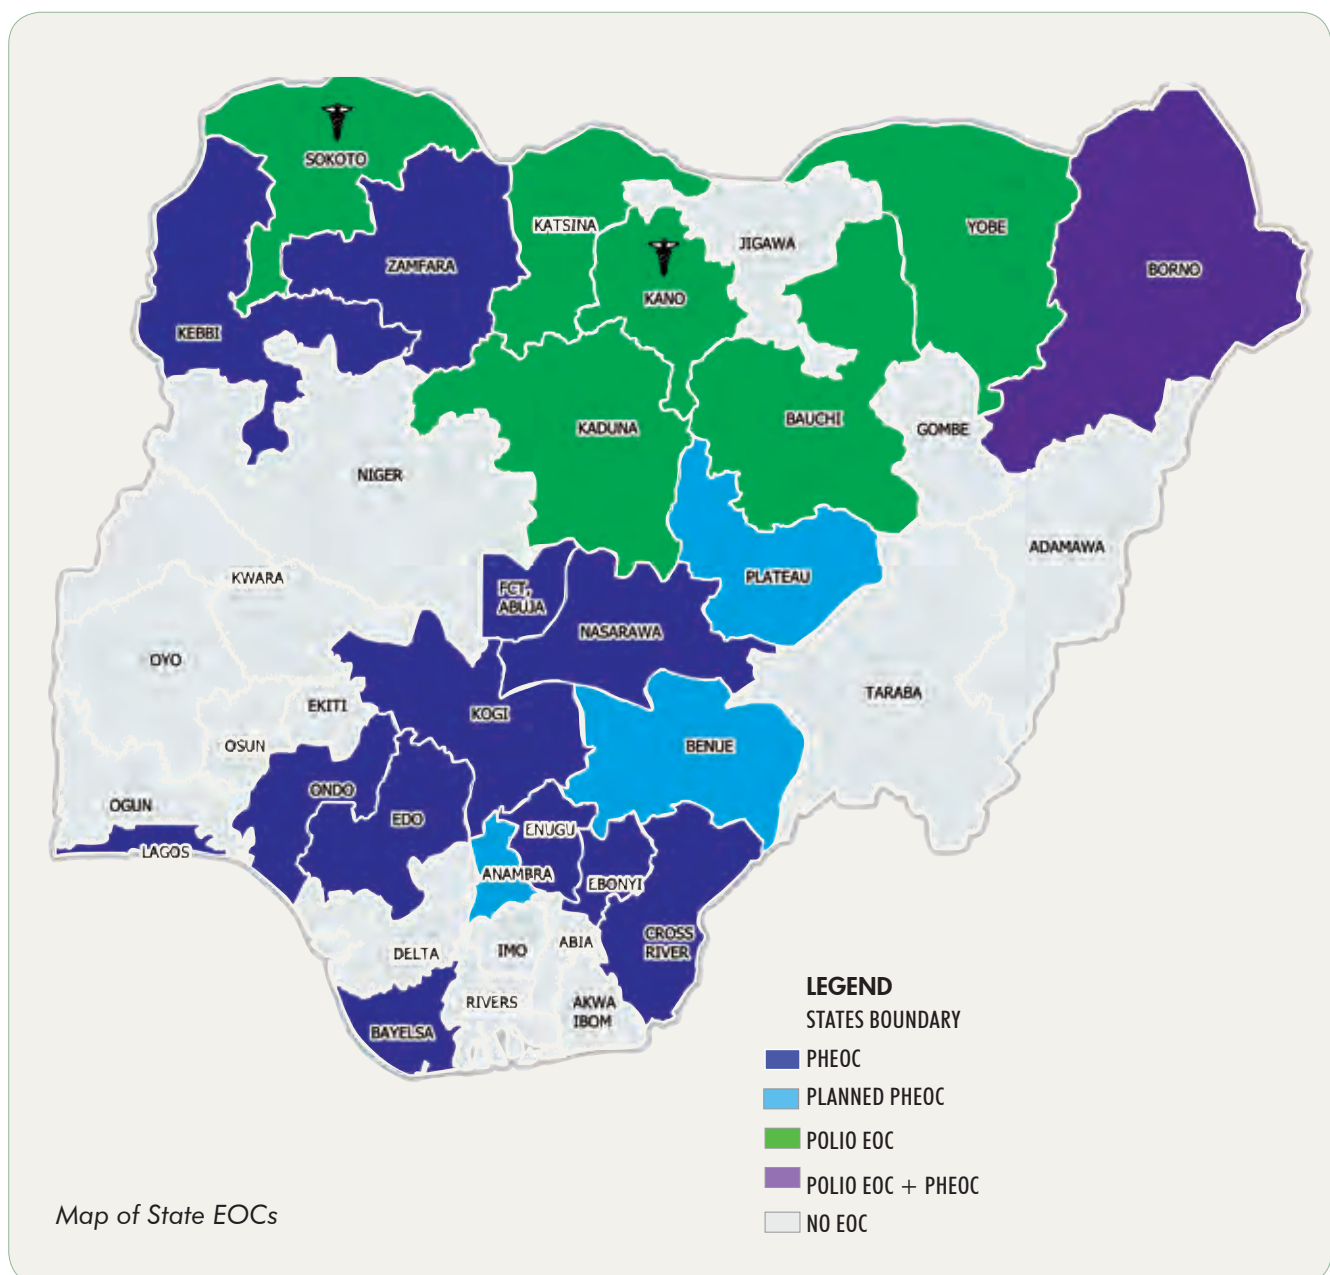 SOKOTO
KATSINA
YOBE
JIGAWA
ZAMFARA
BORNO
KANO
KEBBI
BAUCHI
KADUNA
GOMBE
NIGER
ADAMAWA
KWARA
PLATEAU
FCT,
ABUJA
NASARAWA
OYO
TARABA
EKITI
KOGI
OSUN
BENUE
ONDO
OGUN
EDO
ENUGU
LAGOS
ANAMBRA
EBONYI
CROSS
RIVER
ABIA
IMO
DELTA
RIVERS
AKWA
IBOM
BAYELSA
LEGEND
STATES BOUNDARY
PHEOC
PLANNED PHEOC
POLIO EOC
POLIO EOC + PHEOC
NO EOC
Map of State EOCs